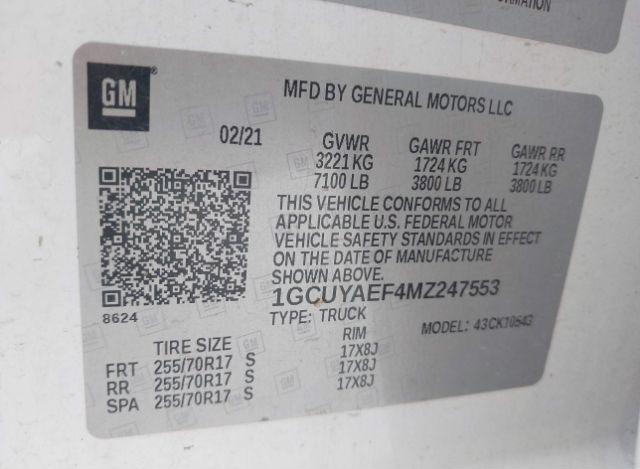 ORMATION
GM
MFD BY GENERAL MOTORS LLC
02/21 GVWR GAWR FRT GAWR RR
3221 KG 1724 KG 1724 KG
7100 LB 3800 LB 3800 LB
THIS VEHICLE CONFORMS TO ALL
APPLICABLE U.S. FEDERAL MOTOR
VEHICLE SAFETY STANDARDS IN EFFECT
ON THE DATE OF MANUFACTURE
SHOWN ABOVE.
8624
1GCUYAEF4MZ247553
TYPE: TRUCK MODEL: 43CK10543
TIRE SIZE RIM
FRT 255/70R17 S 17X8J
RR 255/70R17 S 17X8J
SPA 255/70R17 S 17X8J